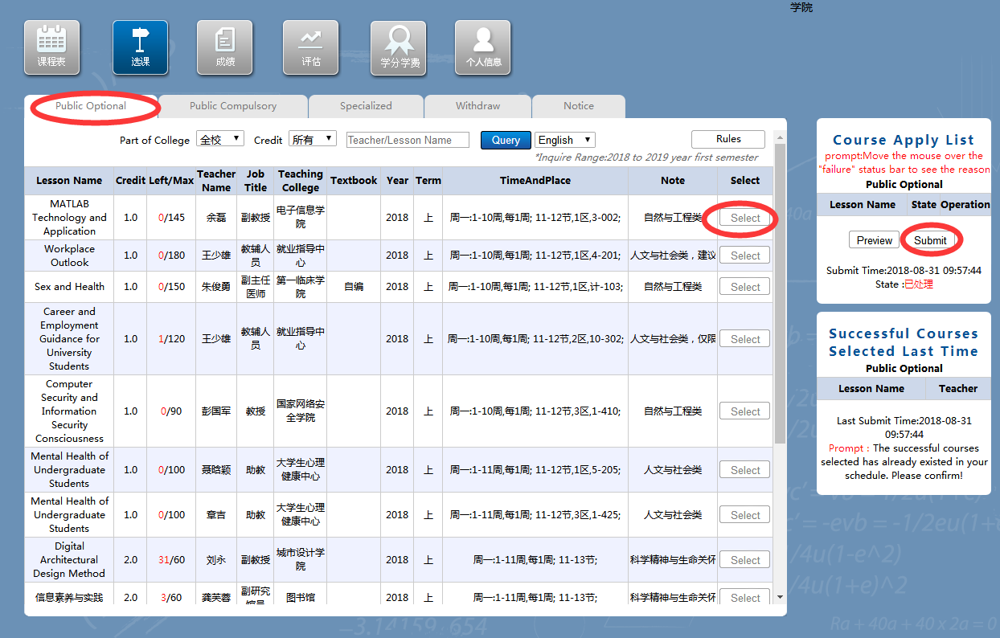 学院
课程表 选课 成绩 评估 学分学费 个人信息
Public Optional Public Compulsory Specialized Withdraw Notice
Part of College 全校 Credit 所有 Teacher/Lesson Name Query English Rules
*Inquire Range:2018 to 2019 year first semester
Lesson Name Credit Left/Max Teacher Name Job Title Teaching College Textbook Year Term TimeAndPlace Note Select
MATLAB Technology and Application 1.0 0/145 余磊 副教授 电子信息学院 2018 上 周一:1-10周,每1周; 11-12节,1区,3-002; 自然与工程类 Select
Workplace Outlook 1.0 0/180 王少雄 教辅人员 就业指导中心 2018 上 周一:1-10周,每1周; 11-12节,1区,4-201; 人文与社会类，建议 Select
Sex and Health 1.0 0/150 朱俊勇 副主任医师 第一临床学院 自编 2018 上 周一:1-10周,每1周; 11-12节,1区,计-103; 自然与工程类 Select
Career and Employment Guidance for University Students 1.0 1/120 王少雄 教辅人员 就业指导中心 2018 上 周一:1-10周,每1周; 11-12节,2区,10-302; 人文与社会类，仅限 Select
Computer Security and Information Security Consciousness 1.0 0/90 彭国军 教授 国家网络安全学院 2018 上 周一:1-10周,每1周; 11-12节,3区,1-410; 自然与工程类 Select
Mental Health of Undergraduate Students 1.0 0/100 聂晗颖 助教 大学生心理健康中心 2018 上 周一:1-11周,每1周; 11-12节,1区,5-205; 人文与社会类 Select
Mental Health of Undergraduate Students 1.0 0/100 章吉 助教 大学生心理健康中心 2018 上 周一:1-11周,每1周; 11-12节,3区,1-425; 人文与社会类 Select
Digital Architectural Design Method 2.0 31/60 刘永 副教授 城市设计学院 2018 上 周一:1-11周,每1周; 11-13节; 科学精神与生命关怀 Select
信息素养与实践 2.0 3/60 龚芙蓉 副研究馆员 图书馆 2018 上 周一:1-11周,每1周; 11-13节; 科学精神与生命关怀 Select
Course Apply List
prompt:Move the mouse over the
"failure" status bar to see the reason
Public Optional
Lesson Name State Operation
Preview Submit
Submit Time:2018-08-31 09:57:44
State :已处理
Successful Courses
Selected Last Time
Public Optional
Lesson Name Teacher
Last Submit Time:2018-08-31
09:57:44
Prompt：The successful courses
selected has already existed in your
schedule. Please confirm!
= -evb = -1/2eu(1+
/4u(1-e^2)
/4u(1+e)^2
Ra + 40a + 40 x 2a = 0